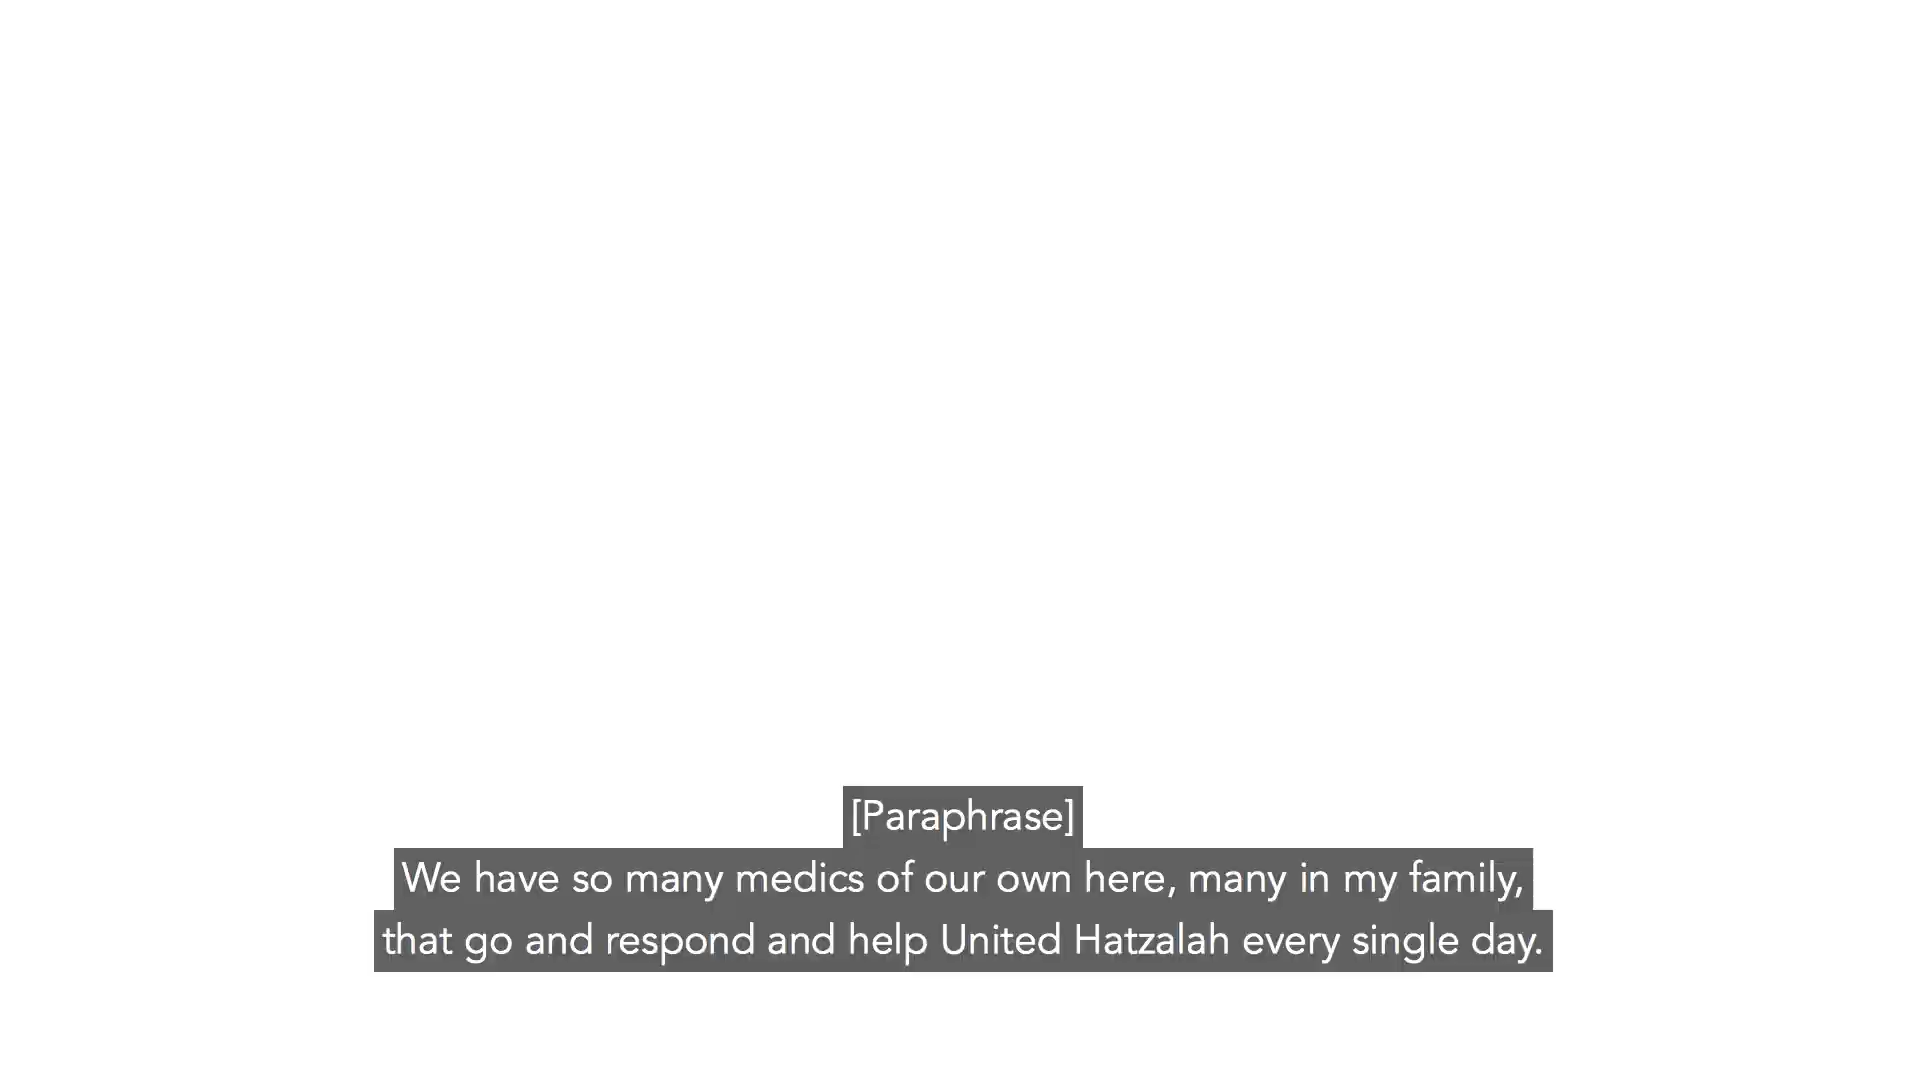 [Paraphrase]
We have so many medics of our own here, many in my family,
that go and respond and help United Hatzalah every single day.